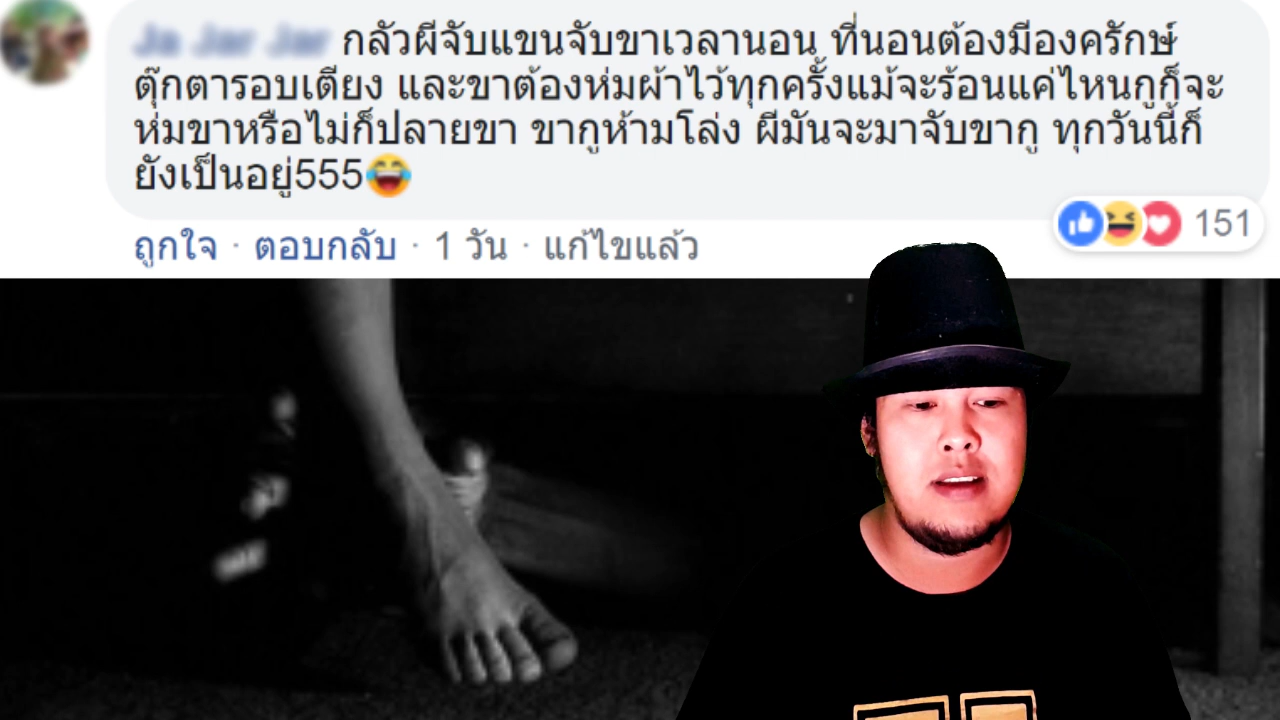 กลัวผีจับแขนจับขาเวลานอน ที่นอนต้องมีองครักษ์
ตุ๊กตารอบเตียง และขาต้องห่มผ้าไว้ทุกครั้งแม้จะร้อนแค่ไหนกูก็จะ
ห่มขาหรือไม่ก็ปลายขา ขากูห้ามโล่ง ผีมันจะมาจับขากู ทุกวันนี้ก็
ยังเป็นอยู่555😂
151
ถูกใจ · ตอบกลับ · 1 วัน · แก้ไขแล้ว